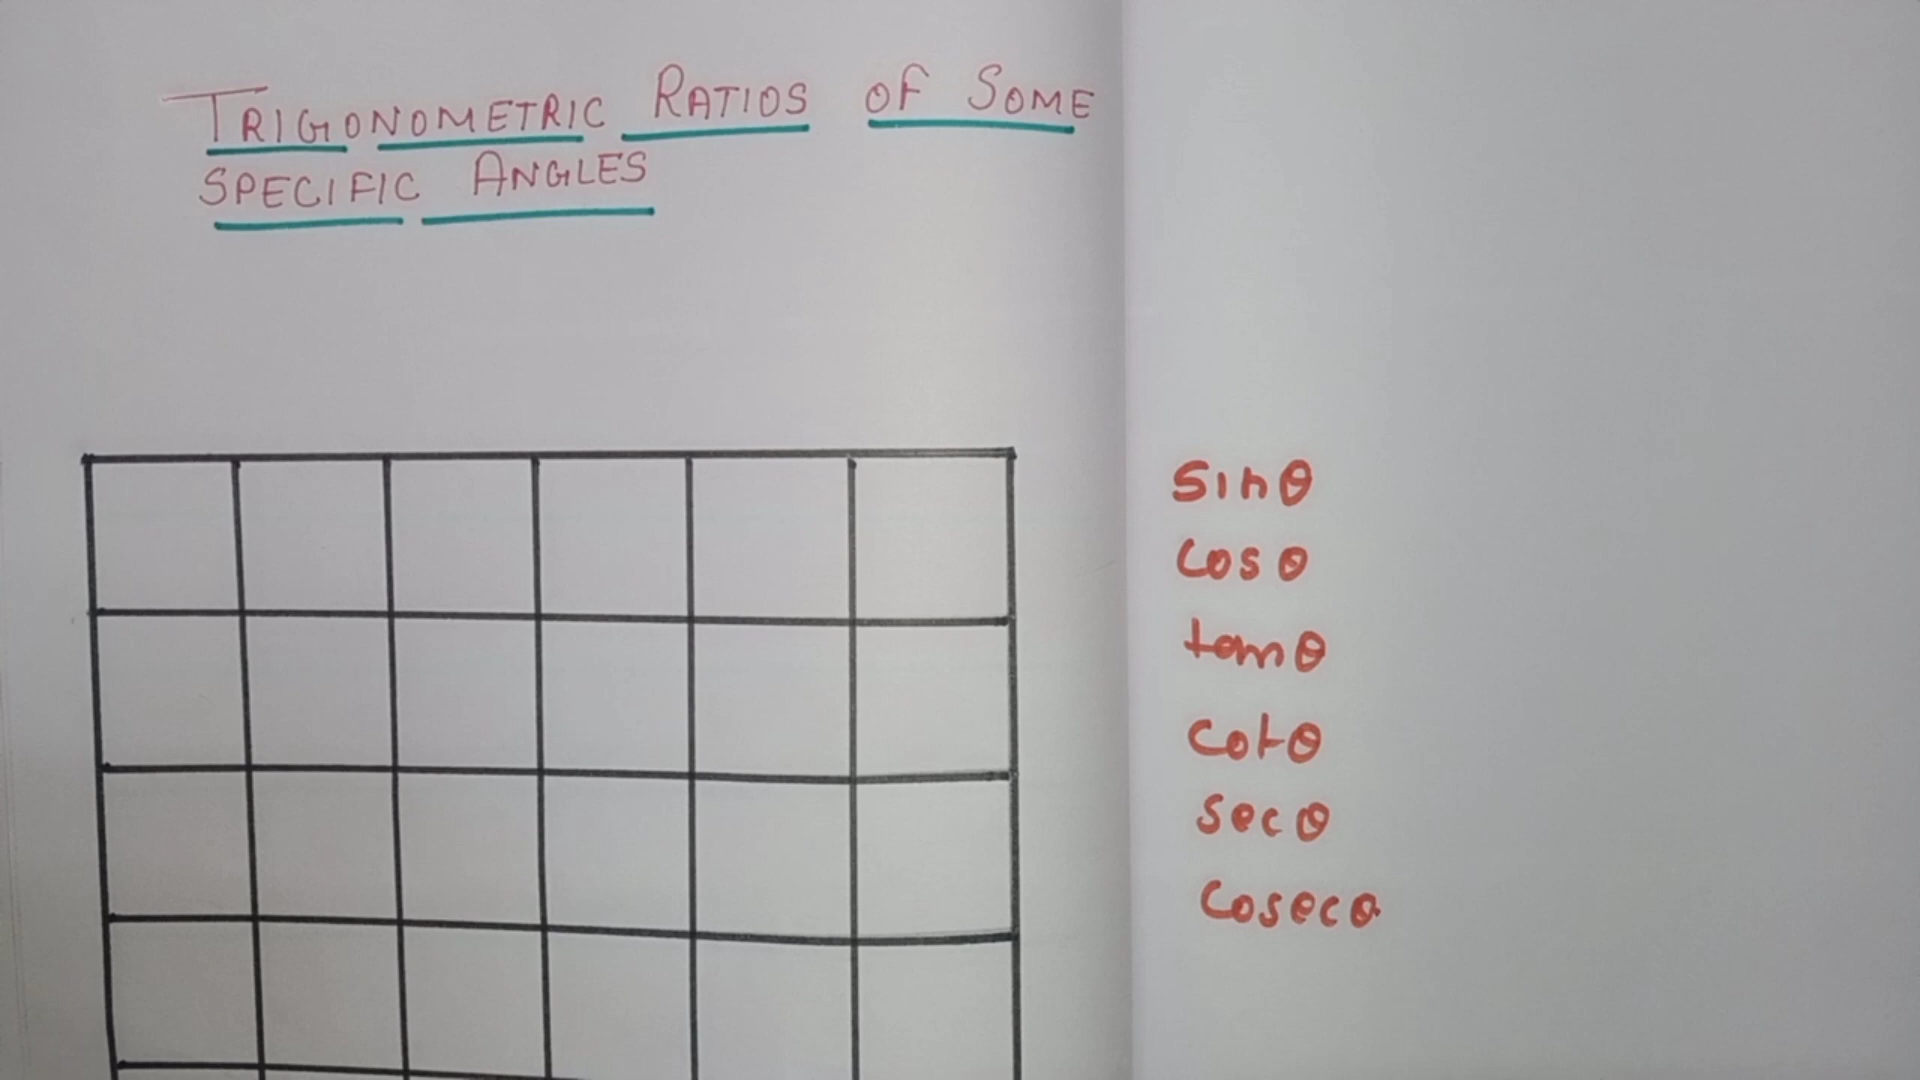 TRIGONOMETRIC RATIOS OF SOME
SPECIFIC ANGLES
sinθ
cosθ
tanθ
cotθ
secθ
cosecθ